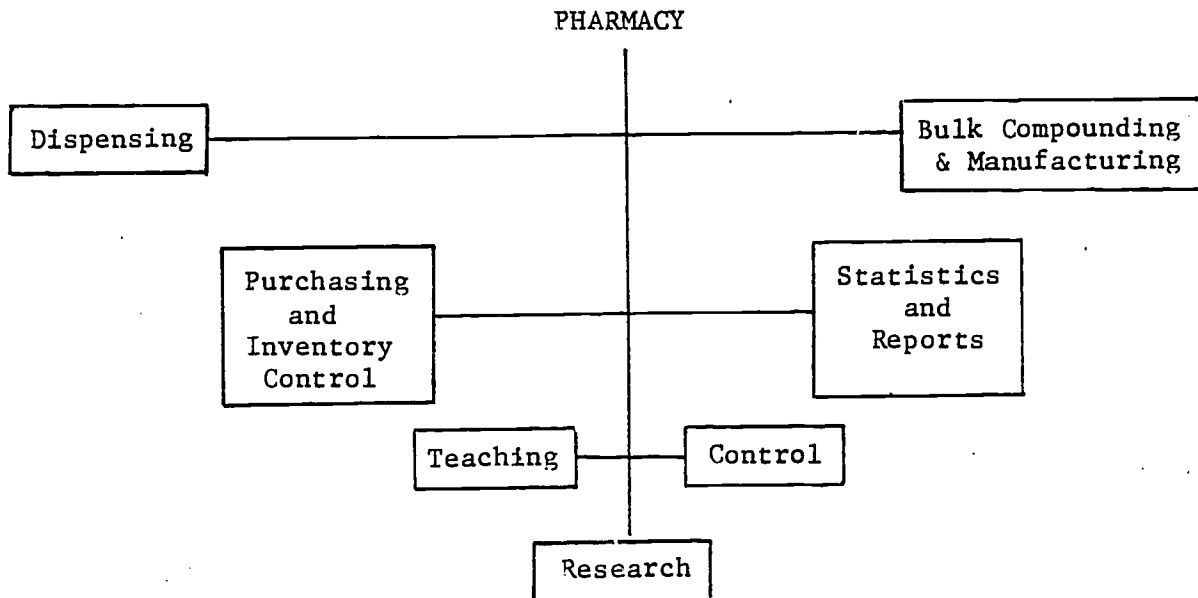 PHARMACY
Dispensing
Bulk Compounding
& Manufacturing
Purchasing
and
Inventory
Control
Statistics
and
Reports
Teaching
Control
Research